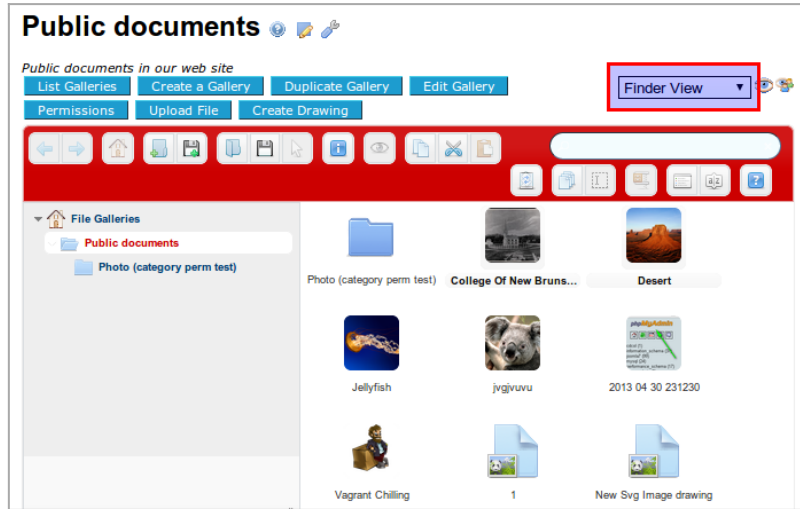 Public documents
Public documents in our web site
List Galleries Create a Gallery Duplicate Gallery Edit Gallery
Finder View
Permissions Upload File Create Drawing
File Galleries
Public documents
Photo (category perm test)
Photo (category perm test) College Of New Bruns... Desert
Jellyfish jvgjvuvu 2013 04 30 231230
Vagrant Chilling 1 New Svg Image drawing